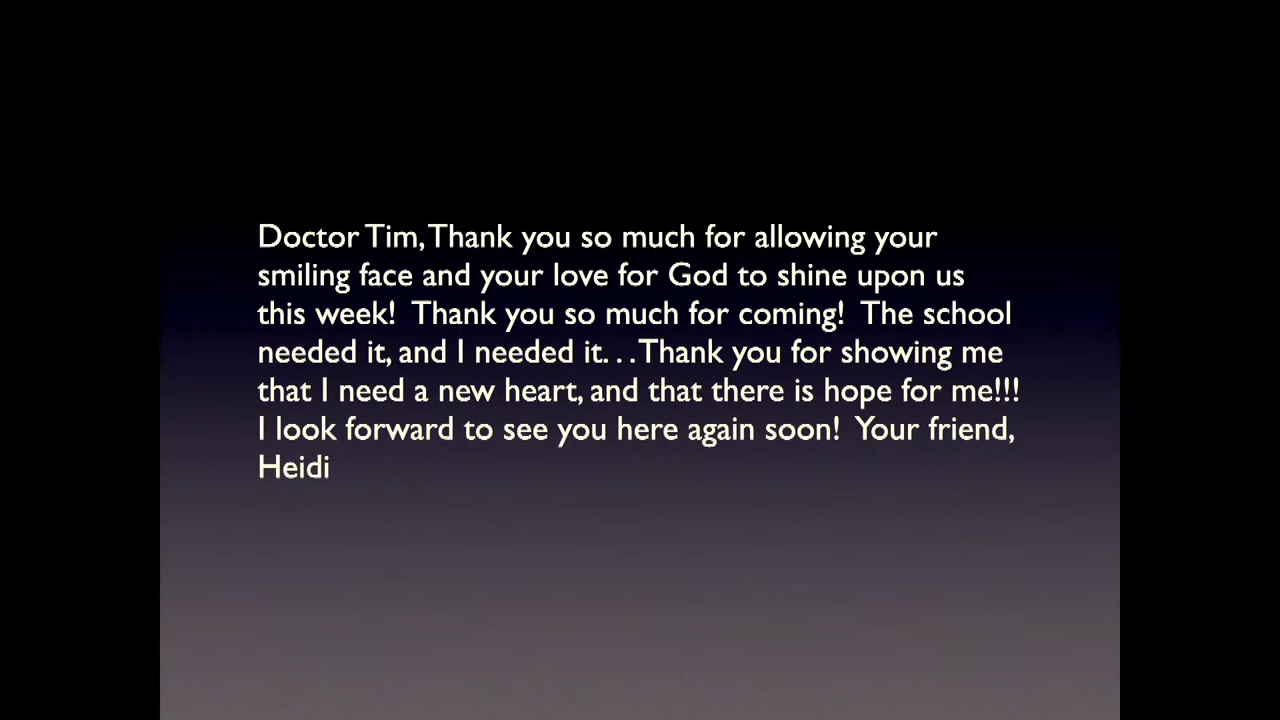 Doctor Tim, Thank you so much for allowing your
smiling face and your love for God to shine upon us
this week!  Thank you so much for coming!  The school
needed it, and I needed it. . .Thank you for showing me
that I need a new heart, and that there is hope for me!!!
I look forward to see you here again soon!  Your friend,
Heidi